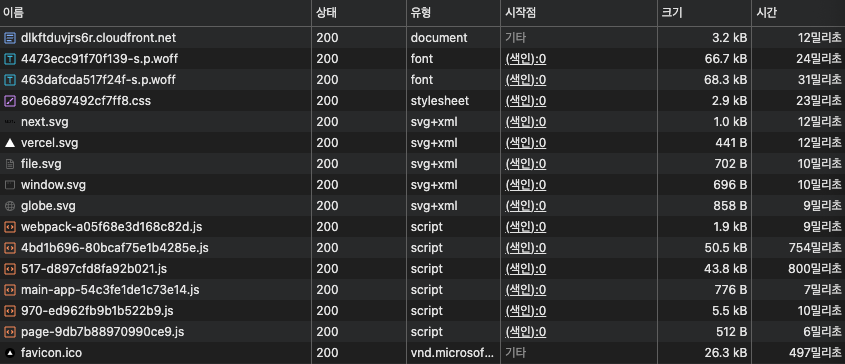 이름 상태 유형 시작점 크기 시간
dlkftduvjrs6r.cloudfront.net 200 document 기타 3.2 kB 12밀리초
4473ecc91f70f139-s.p.woff 200 font (색인):0 66.7 kB 24밀리초
463dafcda517f24f-s.p.woff 200 font (색인):0 68.3 kB 31밀리초
80e6897492cf7ff8.css 200 stylesheet (색인):0 2.9 kB 23밀리초
next.svg 200 svg+xml (색인):0 1.0 kB 12밀리초
vercel.svg 200 svg+xml (색인):0 441 B 12밀리초
file.svg 200 svg+xml (색인):0 702 B 10밀리초
window.svg 200 svg+xml (색인):0 696 B 10밀리초
globe.svg 200 svg+xml (색인):0 858 B 9밀리초
webpack-a05f68e3d168c82d.js 200 script (색인):0 1.9 kB 9밀리초
4bd1b696-80bcaf75e1b4285e.js 200 script (색인):0 50.5 kB 754밀리초
517-d897cfd8fa92b021.js 200 script (색인):0 43.8 kB 800밀리초
main-app-54c3fe1de1c73e14.js 200 script (색인):0 776 B 7밀리초
970-ed962fb9b1b522b9.js 200 script (색인):0 5.5 kB 10밀리초
page-9db7b88970990ce9.js 200 script (색인):0 512 B 6밀리초
favicon.ico 200 vnd.microsof... 기타 26.3 kB 497밀리초